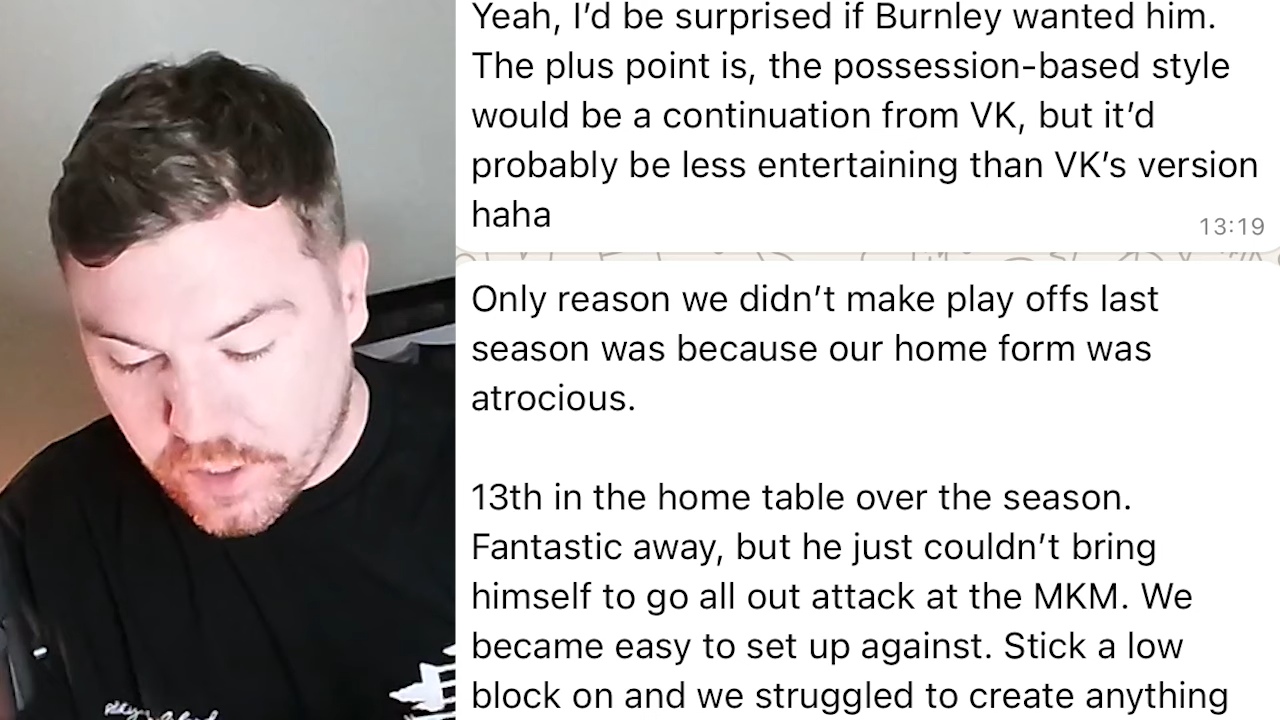 Yeah, I’d be surprised if Burnley wanted him.
The plus point is, the possession-based style
would be a continuation from VK, but it’d
probably be less entertaining than VK’s version
haha
13:19
Only reason we didn’t make play offs last
season was because our home form was
atrocious.
13th in the home table over the season.
Fantastic away, but he just couldn’t bring
himself to go all out attack at the MKM. We
became easy to set up against. Stick a low
block on and we struggled to create anything